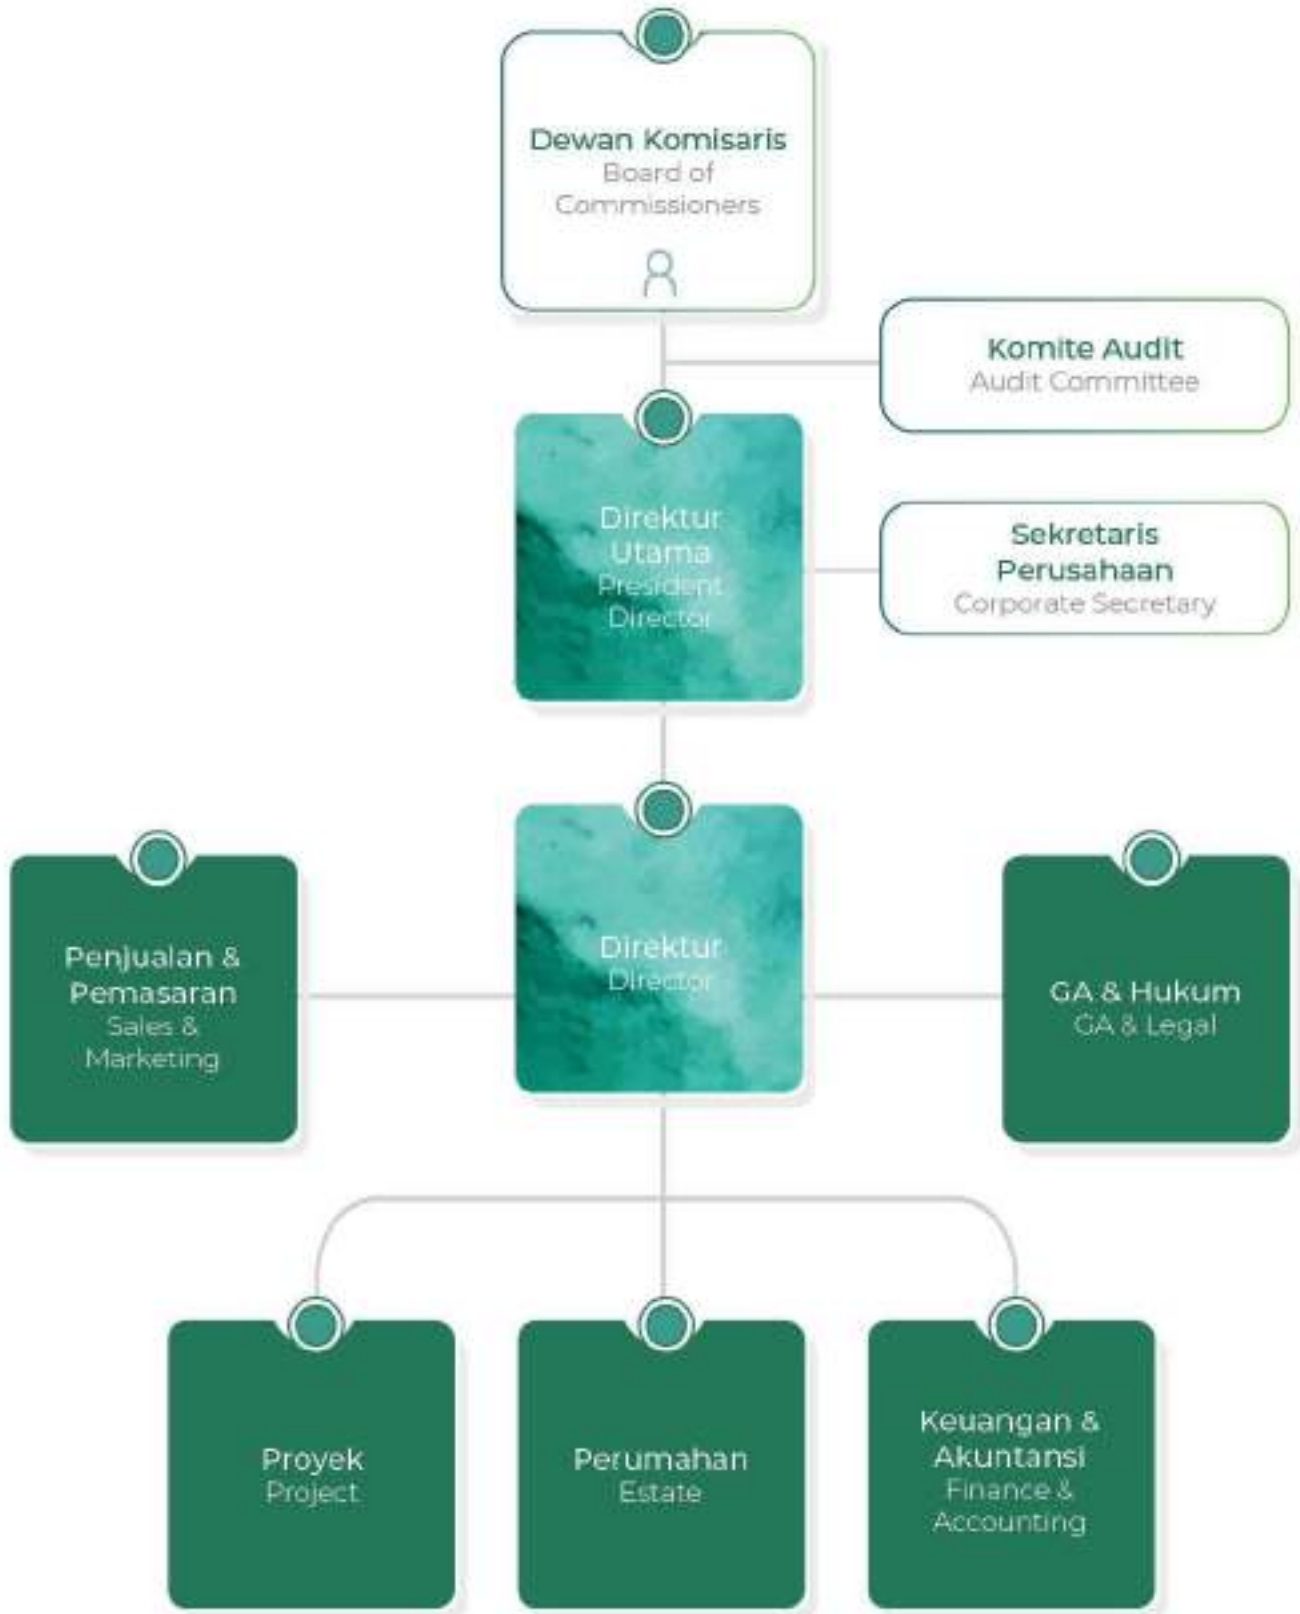 Dewan Komisaris
Board of
Commissioners
Komite Audit
Audit Committee
Direktur
Utama
President
Director
Sekretaris
Perusahaan
Corporate Secretary
Penjualan &
Pemasaran
Sales &
Marketing
Direktur
Director
GA & Hukum
GA & Legal
Proyek
Project
Perumahan
Estate
Keuangan &
Akuntansi
Finance &
Accounting